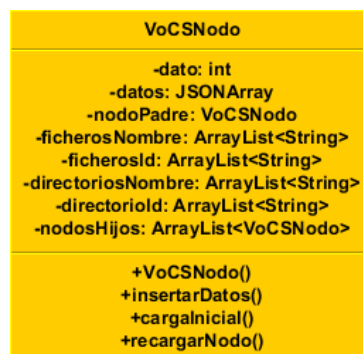 VoCSNodo
-dato: int
-datos: JSONArray
-nodoPadre: VoCSNodo
-ficherosNombre: ArrayList<String>
-ficherosId: ArrayList<String>
-directoriosNombre: ArrayList<String>
-directorioId: ArrayList<String>
-nodosHijos: ArrayList<VoCSNodo>
+VoCSNodo()
+insertarDatos()
+cargaInicial()
+recargarNodo()